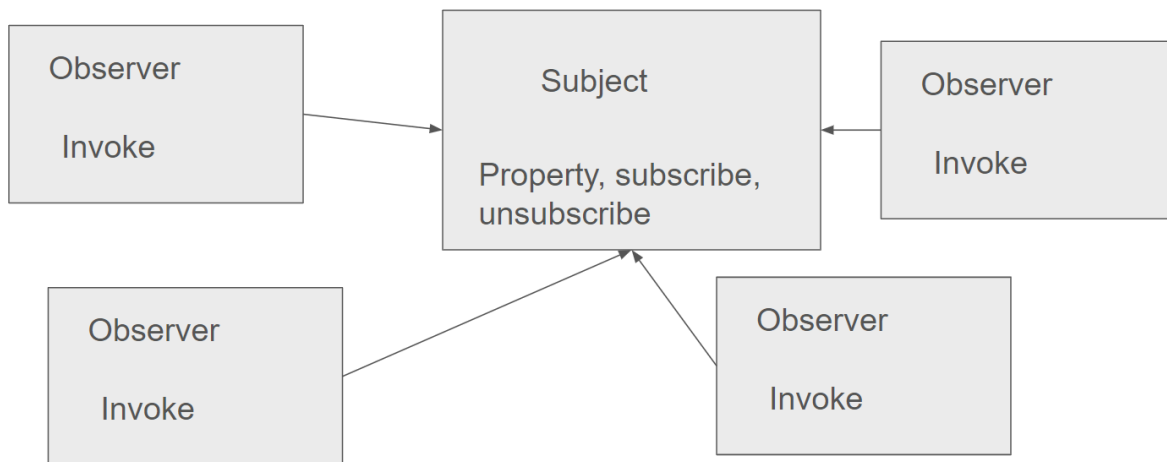 Observer
Invoke
Subject
Property, subscribe,
unsubscribe
Observer
Invoke
Observer
Invoke
Observer
Invoke